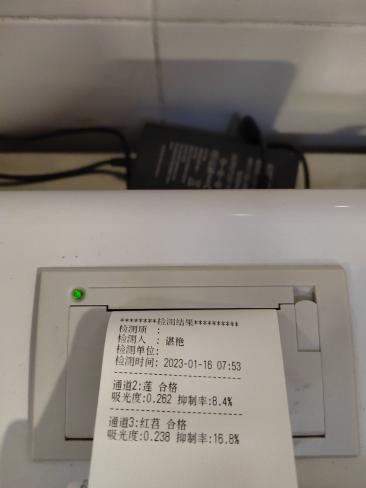 ********检测结果**********
检测项 :
检测人 : 谌艳
检测单位:
检测时间: 2023-01-16 07:53
通道2:莲 合格
吸光度:0.262 抑制率:8.4%
通道3:红苕 合格
吸光度:0.238 抑制率:16.8%